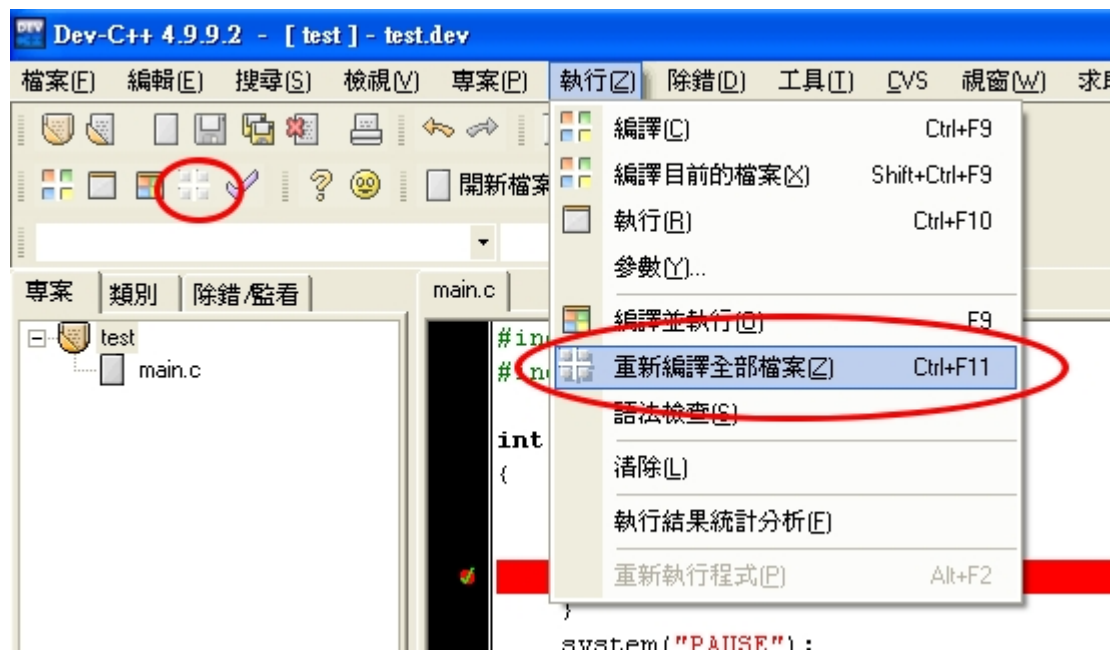 Dev-C++ 4.9.9.2 - [ test ] - test.dev
檔案(F) 編輯(E) 搜尋(S) 檢視(V) 專案(P) 執行(Z) 除錯(D) 工具(T) CVS 視窗(W)
編譯(C) Ctrl+F9
編譯目前的檔案(X) Shift+Ctrl+F9
開新檔案
執行(R) Ctrl+F10
參數(Y)...
專案 類別 除錯/監看 main.c
編譯並執行(O) F9
test
main.c
重新編譯全部檔案(Z) Ctrl+F11
語法檢查(S)
int
{
清除(L)
執行結果統計分析(F)
重新執行程式(P) Alt+F2
}
system("PAUSE");